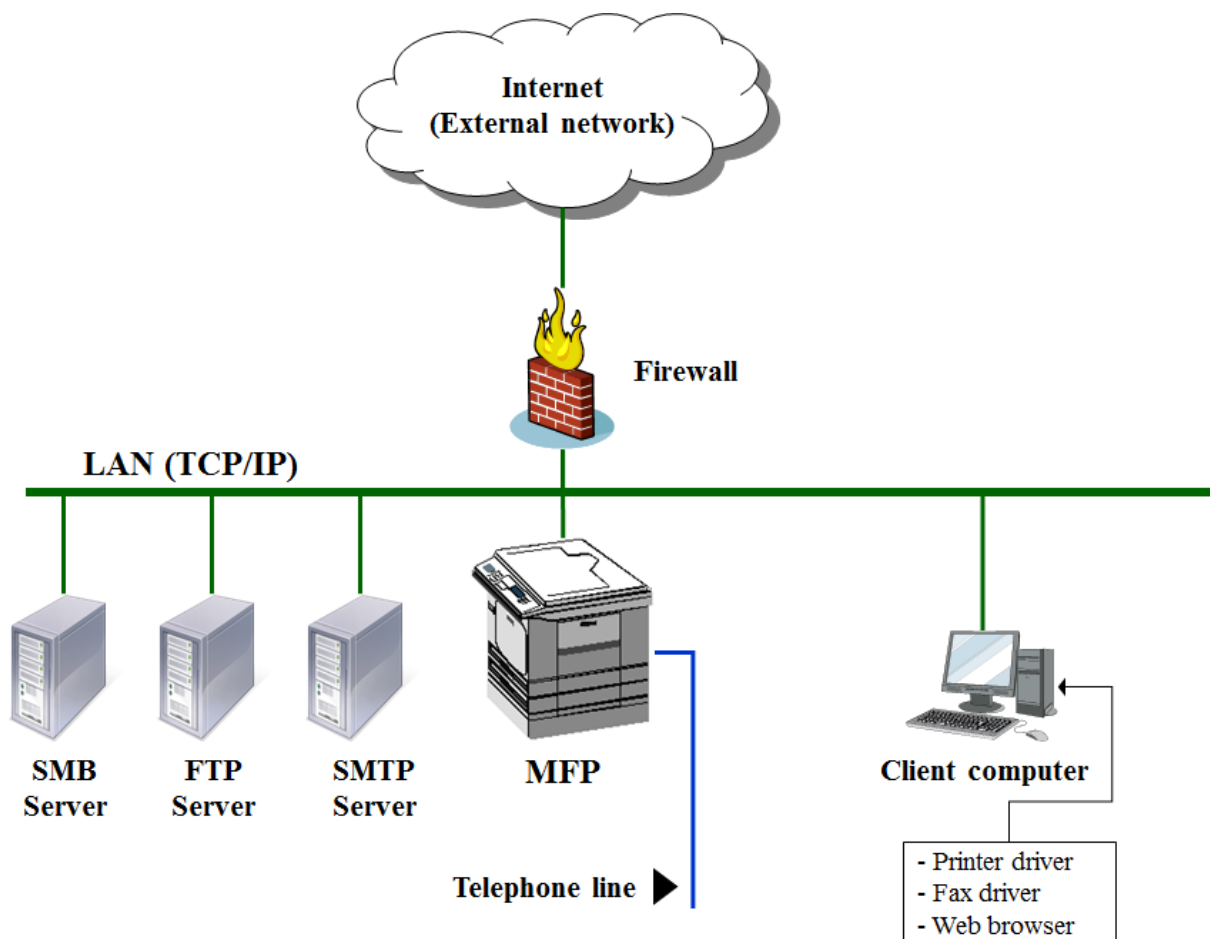 Internet
(External network)
Firewall
LAN (TCP/IP)
SMB
Server
FTP
Server
SMTP
Server
MFP
Client computer
Telephone line
- Printer driver
- Fax driver
- Web browser